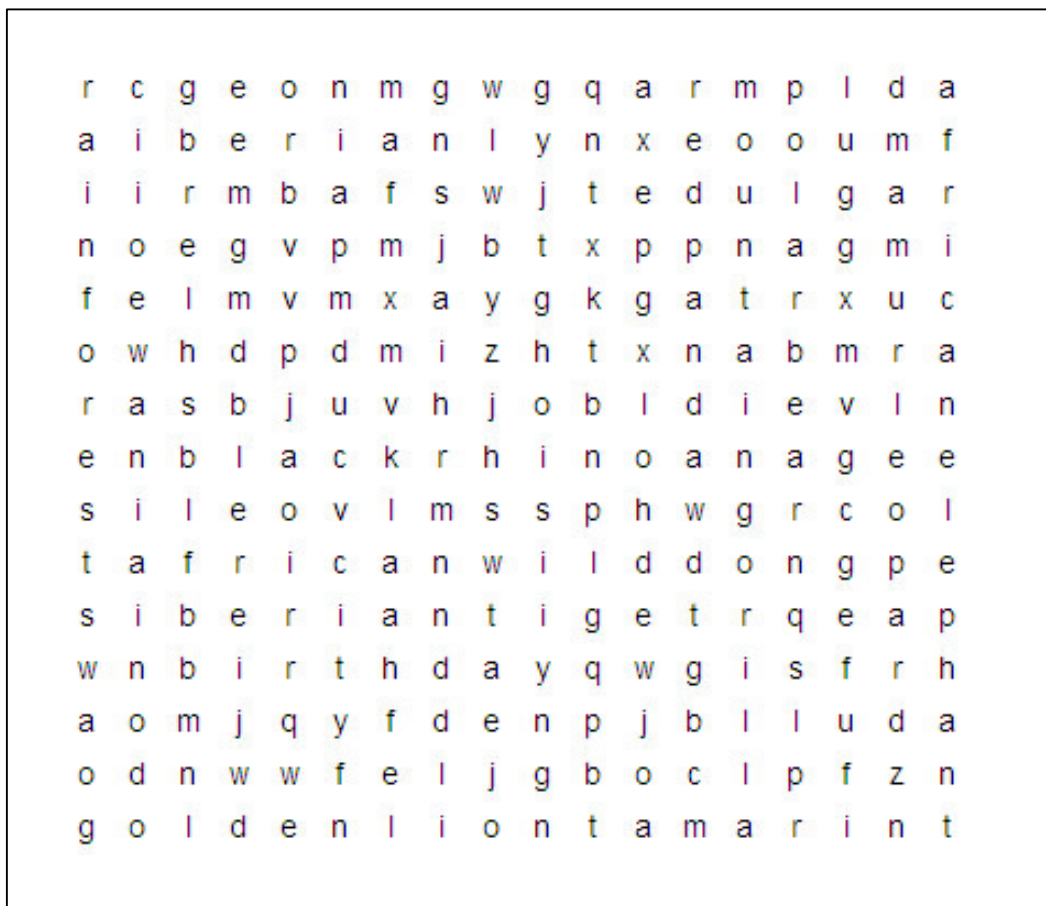 r c g e o n m g w g q a r m p l d a
a i b e r i a n l y n x e o o u m f
i i r m b a f s w j t e d u l g a r
n o e g v p m j b t x p p n a g m i
f e l m v m x a y g k g a t r x u c
o w h d p d m i z h t x n a b m r a
r a s b j u v h j o b l d i e v l n
e n b l a c k r h i n o a n a g e e
s i l e o v l m s s p h w g r c o l
t a f r i c a n w i l d d o n g p e
s i b e r i a n t i g e t r q e a p
w n b i r t h d a y q w g i s f r h
a o m j q y f d e n p j b l l u d a
o d n w w f e l j g b o c l p f z n
g o l d e n l i o n t a m a r i n t